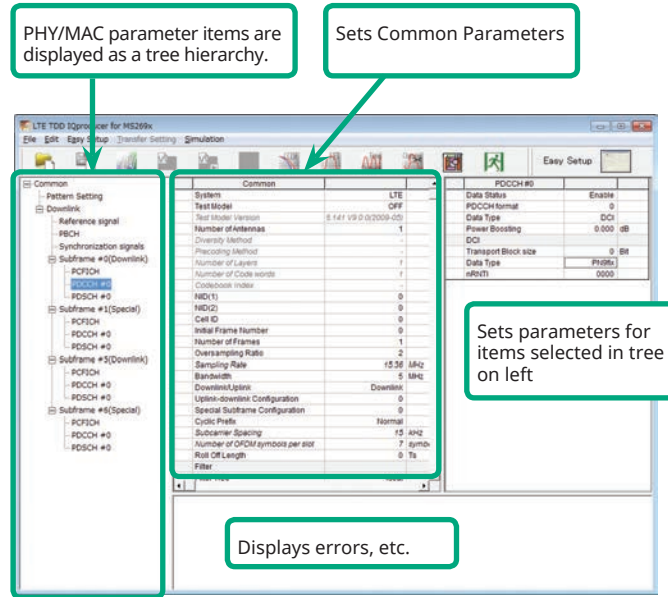 PHY/MAC parameter items are
displayed as a tree hierarchy.
Sets Common Parameters
LTE TDD IQproducer for MS269x
File Edit Easy Setup Transfer Setting Simulation
Easy Setup
Common
Pattern Setting
Downlink
Reference signal
PBCH
Synchronization signals
Subframe #0(Downlink)
PCFICH
PDCCH #0
PDSCH #0
Subframe #1(Special)
PCFICH
PDCCH #0
PDSCH #0
Subframe #5(Downlink)
PCFICH
PDCCH #0
PDSCH #0
Subframe #6(Special)
PCFICH
PDCCH #0
PDSCH #0
Common
System LTE
Test Model OFF
Test Model Version 5.141 V9.0.0(2009-05)
Number of Antennas 1
Diversity Method -
Precoding Method -
Number of Layers 1
Number of Code words 1
Codebook Index -
NID(1) 0
NID(2) 0
Cell ID 0
Initial Frame Number 0
Number of Frames 1
Oversampling Ratio 2
Sampling Rate 15.36 MHz
Bandwidth 5 MHz
Downlink/Uplink Downlink
Uplink-downlink Configuration 0
Special Subframe Configuration 0
Cyclic Prefix Normal
Subcarrier Spacing 15 kHz
Number of OFDM symbols per slot 7 symbo
Roll Off Length 0 Ts
Filter
PDCCH #0
Data Status Enable
PDCCH format 0
Data Type DCI
Power Boosting 0.000 dB
DCI
Transport Block size 0 Bit
Data Type PN9fix
nRNTI 0000
Sets parameters for
items selected in tree
on left
Displays errors, etc.